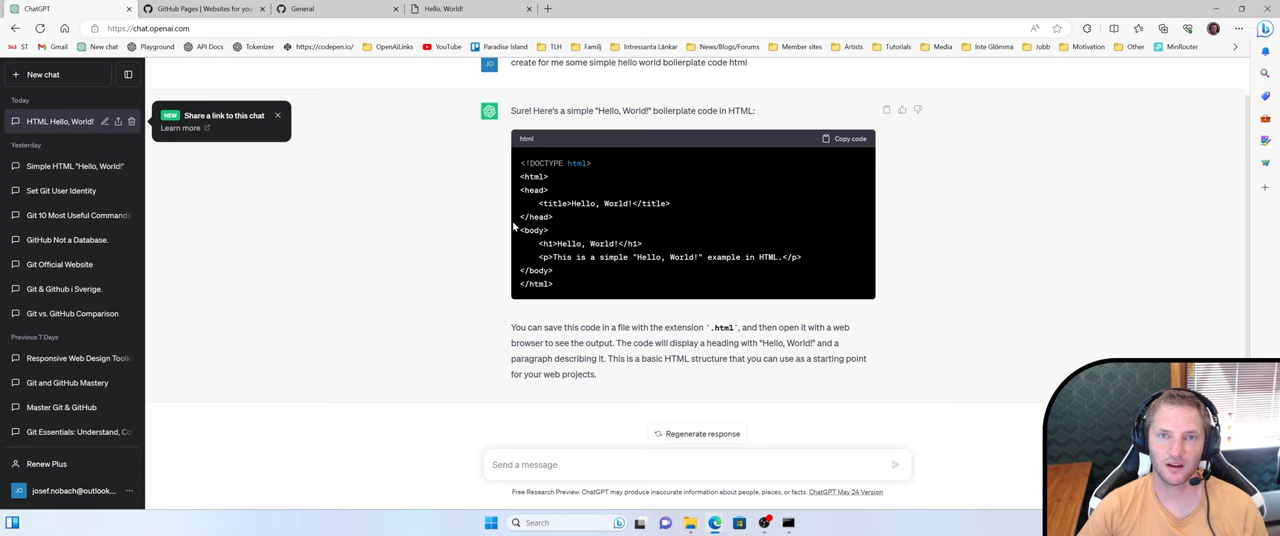 ChatGPT
GitHub Pages | Websites for you
General
Hello, World!
https://chat.openai.com
ST
Gmail
New chat
Playground
API Docs
Tokenizer
https://codepen.io/
OpenAiLinks
YouTube
Paradise Island
TLH
Familj
Intressanta Länkar
News/Blogs/Forums
Member sites
Artists
Tutorials
Media
Inte Glömma
Jobb
Motivation
Other
MinRouter
New chat
Today
HTML Hello, World!
Yesterday
Simple HTML "Hello, World!"
Set Git User Identity
Git 10 Most Useful Commands
GitHub Not a Database.
Git Official Website
Git & Github i Sverige.
Git vs. GitHub Comparison
Previous 7 Days
Responsive Web Design Toolk
Git and GitHub Mastery
Master Git & GitHub
Git Essentials: Understand, Co
Renew Plus
JO
josef.nobach@outlook....
NEW Share a link to this chat
Learn more
JO
create for me some simple hello world boilerplate code html
Sure! Here's a simple "Hello, World!" boilerplate code in HTML:
html
Copy code
<!DOCTYPE html>
<html>
<head>
<title>Hello, World!</title>
</head>
<body>
<h1>Hello, World!</h1>
<p>This is a simple "Hello, World!" example in HTML.</p>
</body>
</html>
You can save this code in a file with the extension `.html`, and then open it with a web
browser to see the output. The code will display a heading with "Hello, World!" and a
paragraph describing it. This is a basic HTML structure that you can use as a starting point
for your web projects.
Regenerate response
Send a message
Free Research Preview. ChatGPT may produce inaccurate information about people, places, or facts. ChatGPT May 24 Version
Search